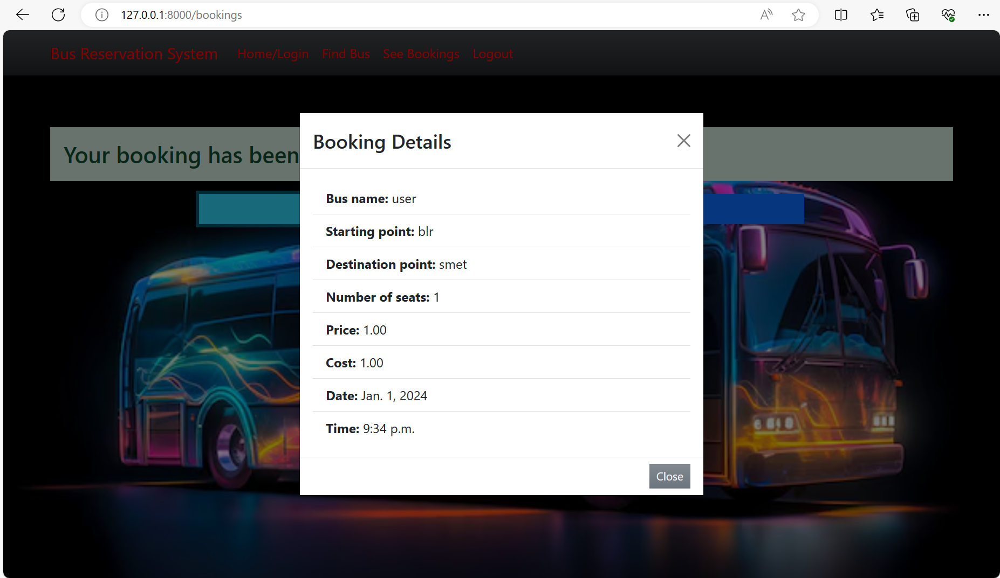 127.0.0.1:8000/bookings
Bus Reservation System Home/Login Find Bus See Bookings Logout
Your booking has been
Booking Details
Bus name: user
Starting point: blr
Destination point: smet
Number of seats: 1
Price: 1.00
Cost: 1.00
Date: Jan. 1, 2024
Time: 9:34 p.m.
Close